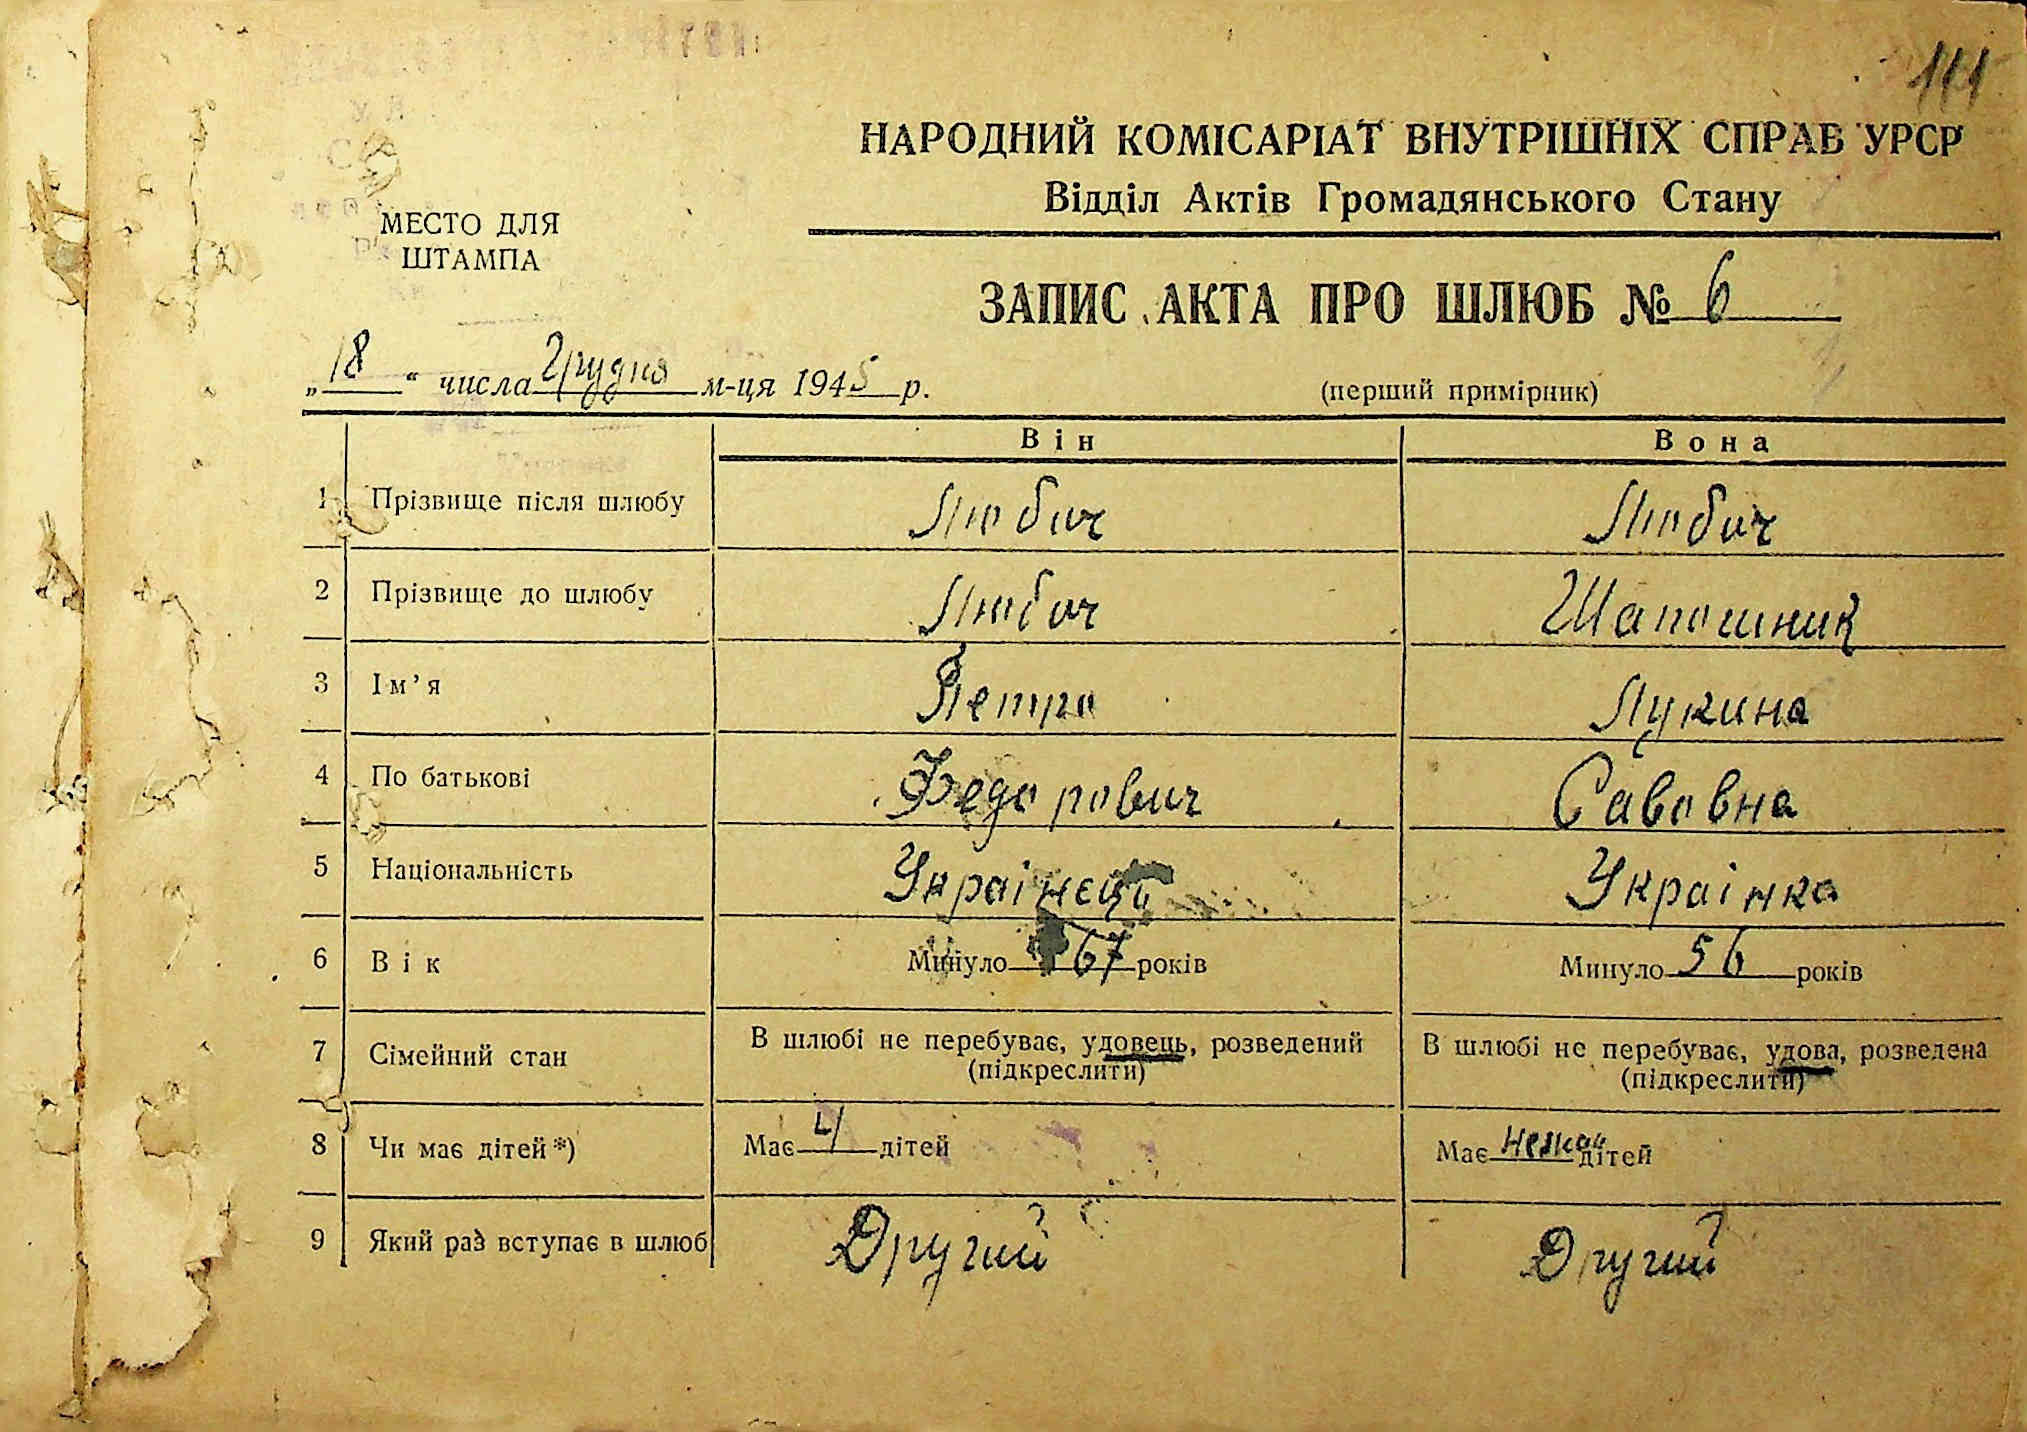 111
НАРОДНИЙ КОМІСАРІАТ ВНУТРІШНІХ СПРАВ УРСР
Відділ Актів Громадянського Стану
МЕСТО ДЛЯ
ШТАМПА
ЗАПИС АКТА ПРО ШЛЮБ № 6
„18“ числа Грудня м-ця 1945 р.
(перший примірник)
Він Вона
1 Прізвище після шлюбу Любич Любич
2 Прізвище до шлюбу Любич Шапошник
3 Ім’я Петро Лукина
4 По батькові Федорович Савовна
5 Національність Украінець Украінка
6 Вік Минуло 67 років Минуло 56 років
7 Сімейний стан В шлюбі не перебуває, удовець, розведений В шлюбі не перебуває, удова, розведена
(підкреслити) (підкреслити)
8 Чи має дітей *) Має 4 дітей Має немає дітей
9 Який раз вступає в шлюб Другий Другий